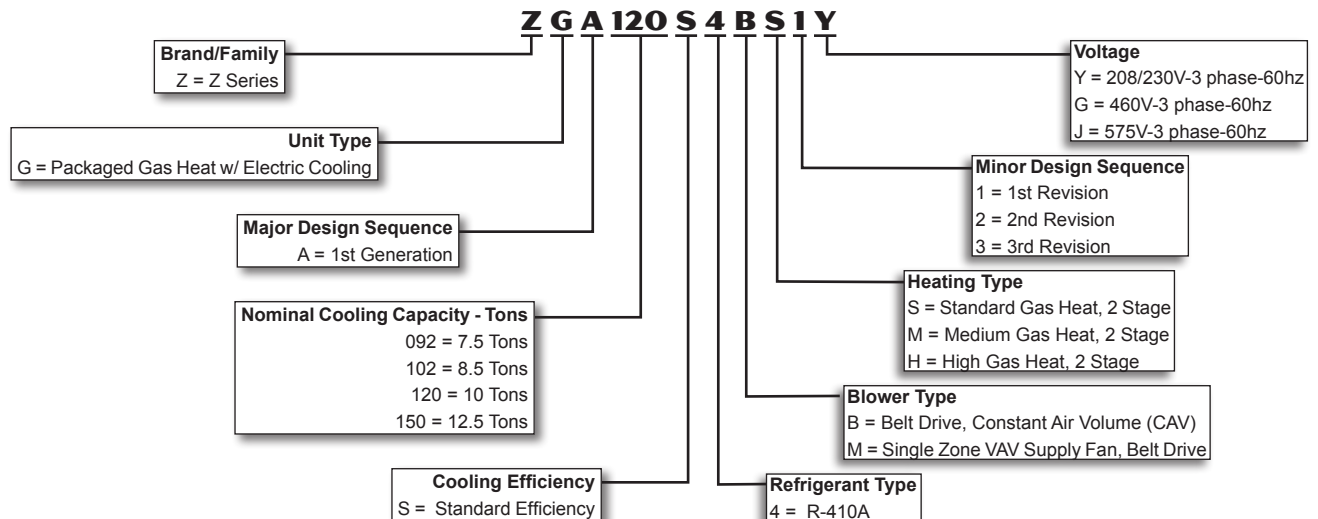 Z G A 120 S 4 B S 1 Y
Brand/Family
Z = Z Series
Unit Type
G = Packaged Gas Heat w/ Electric Cooling
Major Design Sequence
A = 1st Generation
Nominal Cooling Capacity - Tons
092 = 7.5 Tons
102 = 8.5 Tons
120 = 10 Tons
150 = 12.5 Tons
Cooling Efficiency
S = Standard Efficiency
Voltage
Y = 208/230V-3 phase-60hz
G = 460V-3 phase-60hz
J = 575V-3 phase-60hz
Minor Design Sequence
1 = 1st Revision
2 = 2nd Revision
3 = 3rd Revision
Heating Type
S = Standard Gas Heat, 2 Stage
M = Medium Gas Heat, 2 Stage
H = High Gas Heat, 2 Stage
Blower Type
B = Belt Drive, Constant Air Volume (CAV)
M = Single Zone VAV Supply Fan, Belt Drive
Refrigerant Type
4 = R-410A